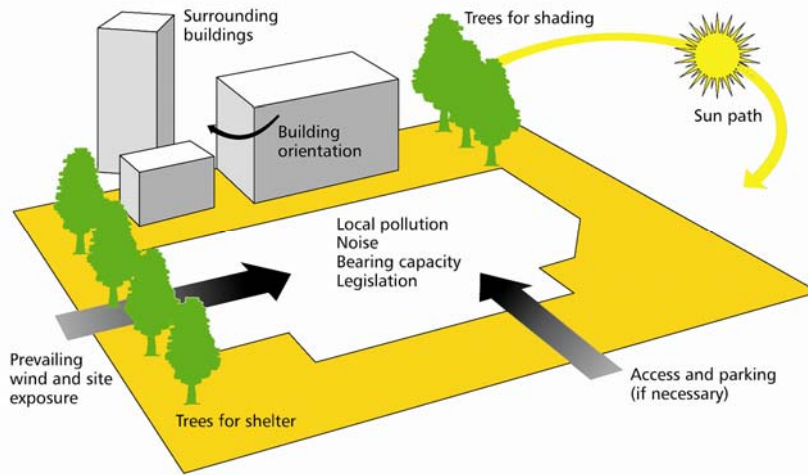 Surrounding
buildings
Trees for shading
Building
orientation
Sun path
Local pollution
Noise
Bearing capacity
Legislation
Prevailing
wind and site
exposure
Trees for shelter
Access and parking
(if necessary)